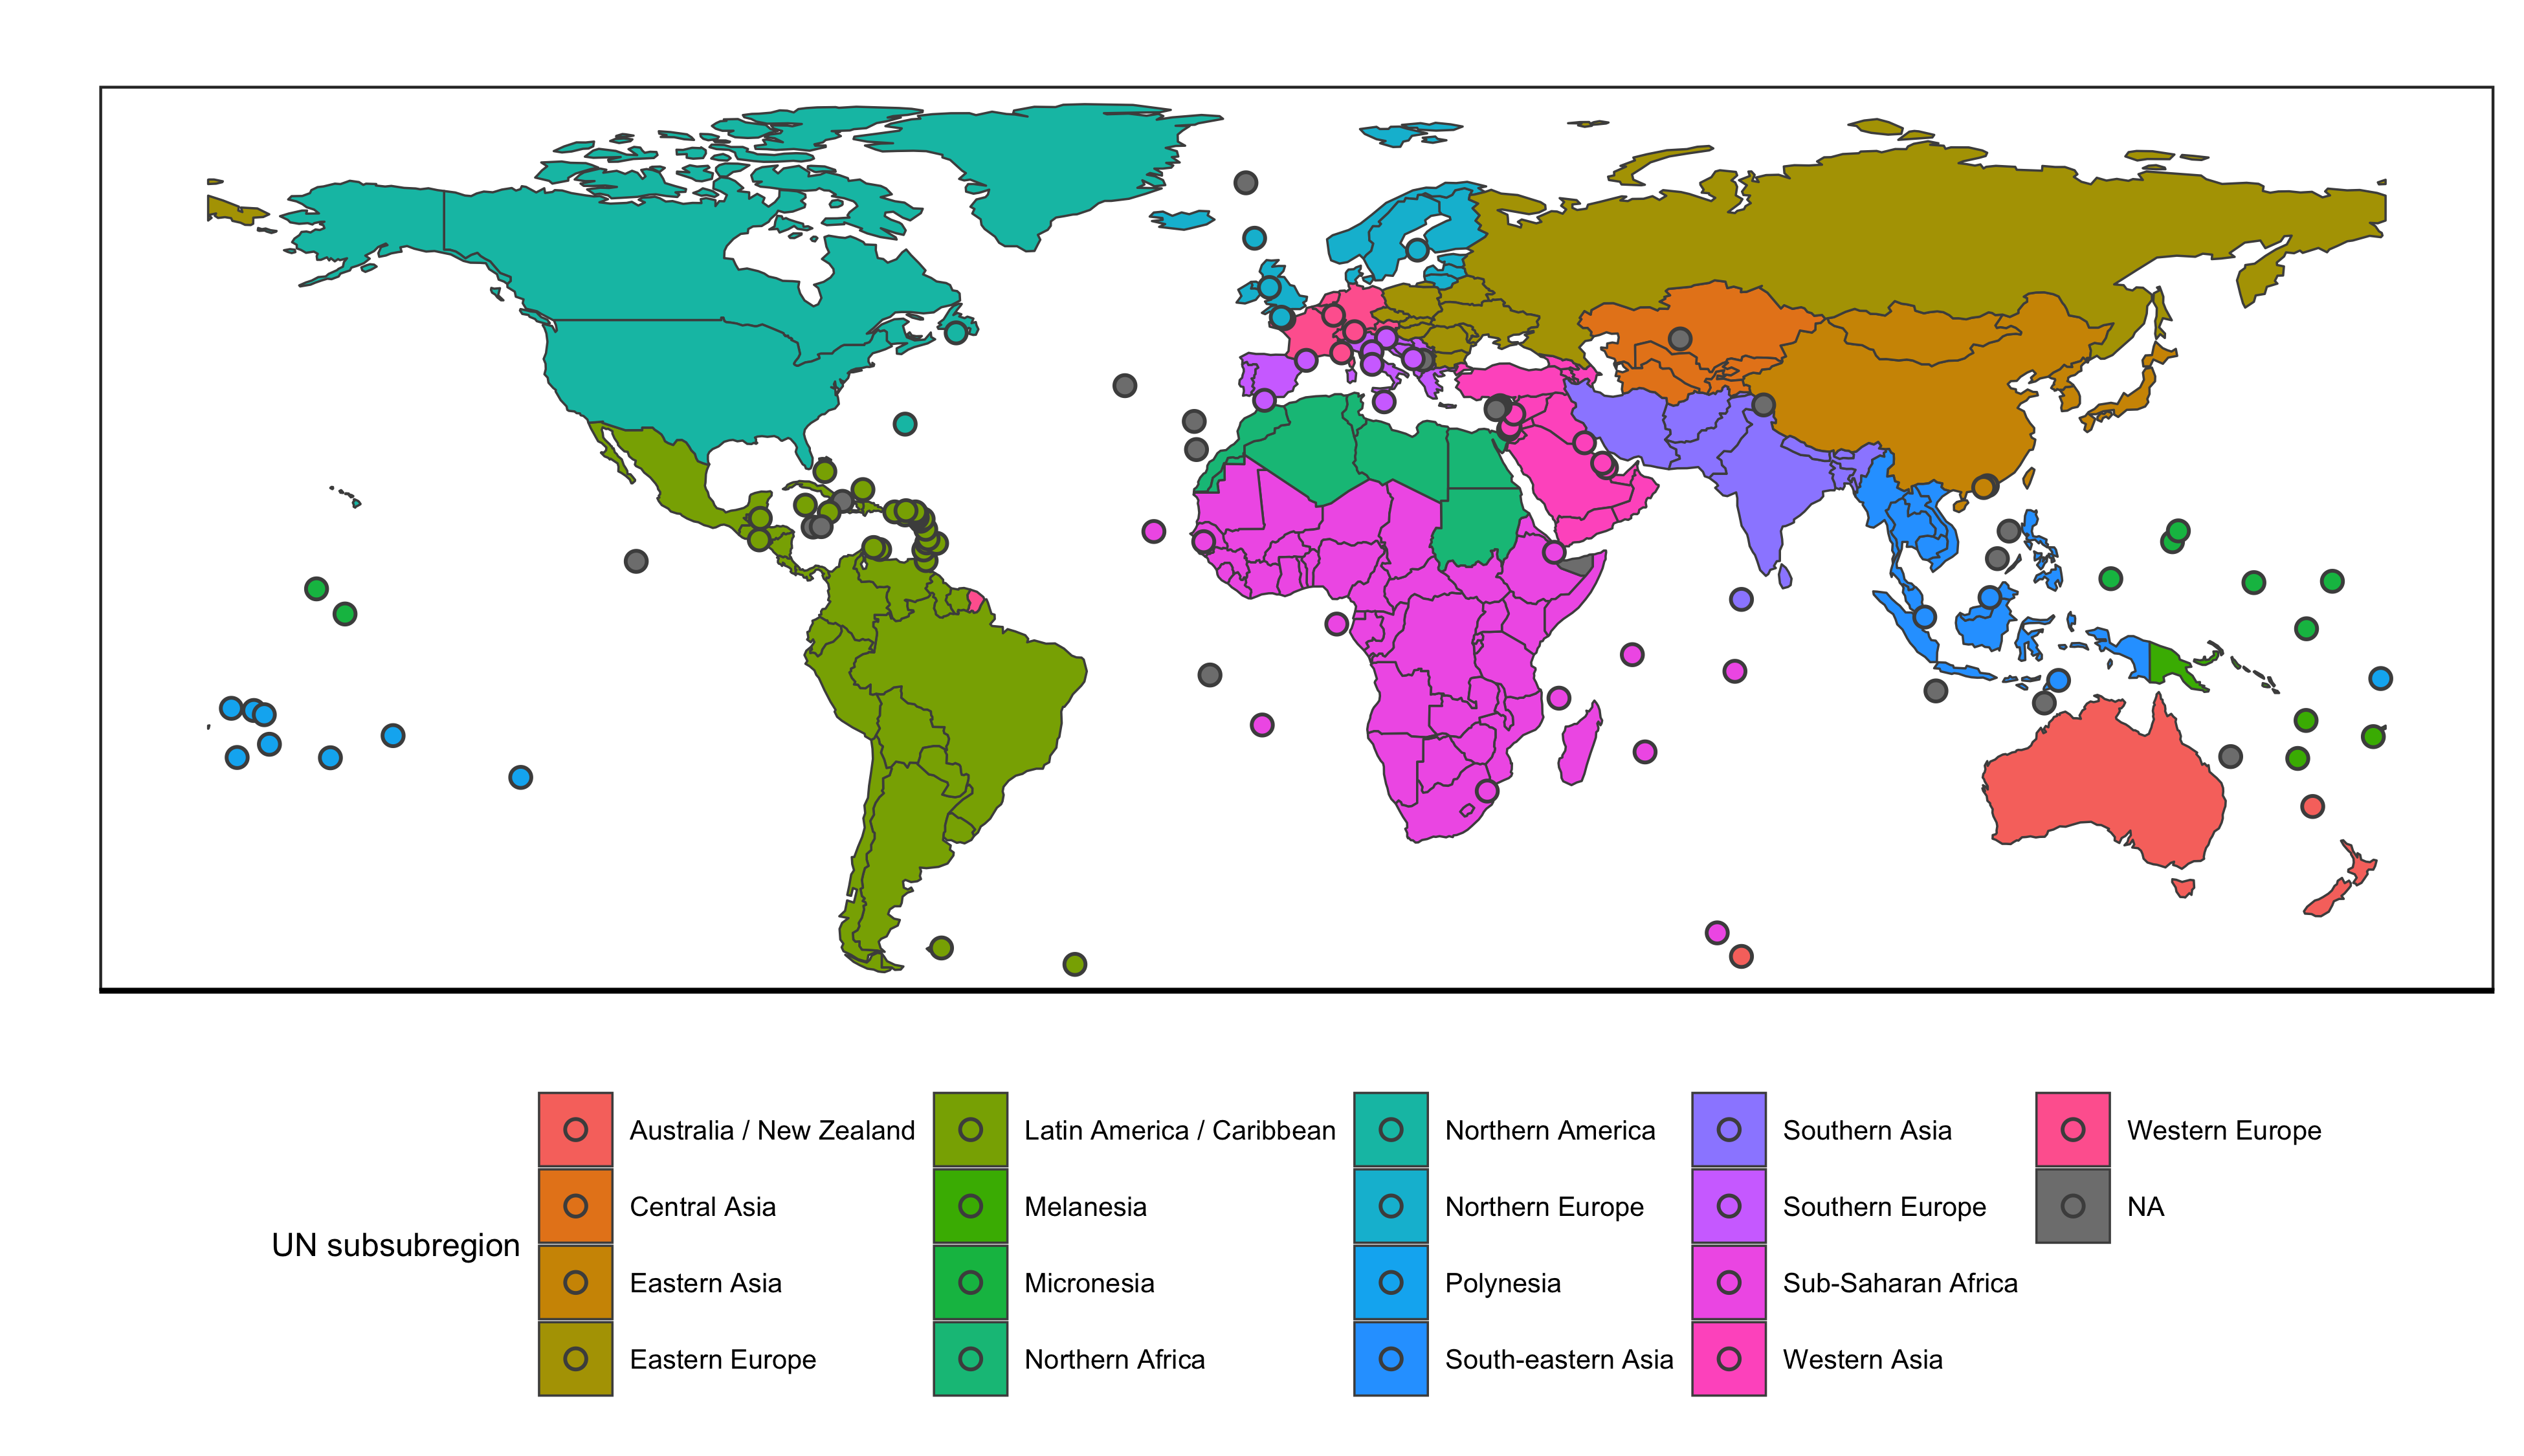 UN subsubregion
Australia / New Zealand
Central Asia
Eastern Asia
Eastern Europe
Latin America / Caribbean
Melanesia
Micronesia
Northern Africa
Northern America
Northern Europe
Polynesia
South-eastern Asia
Southern Asia
Southern Europe
Sub-Saharan Africa
Western Asia
Western Europe
NA